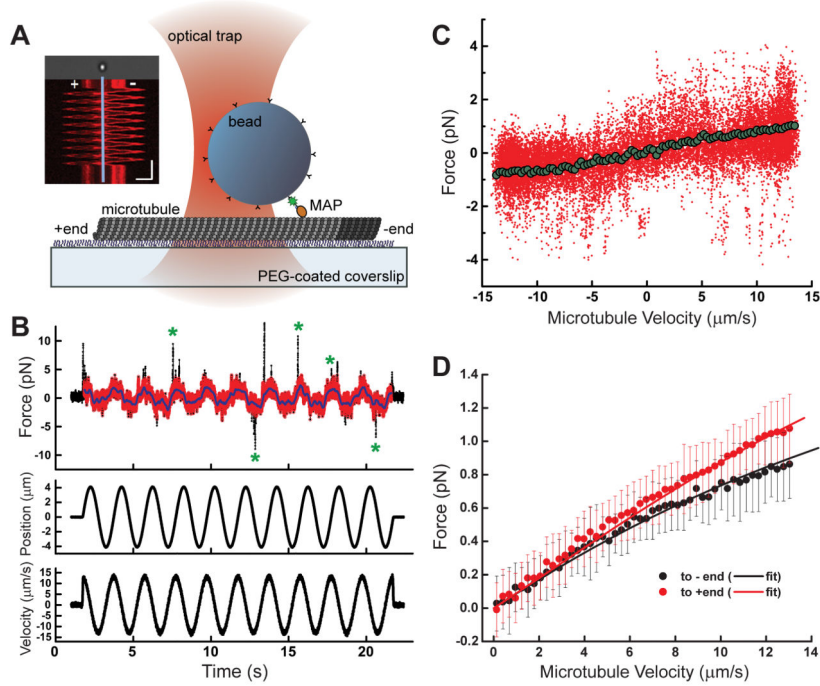 A
optical trap
+
-
bead
MAP
microtubule
+end
-end
PEG-coated coverslip
B
Force (pN)
10
5
0
-5
-10
*
*
*
*
*
Position (μm)
4
2
0
-2
-4
Velocity (μm/s)
15
10
5
0
-5
-10
-15
5
10
15
20
Time (s)
C
Force (pN)
4
2
0
-2
-4
-15
-10
-5
0
5
10
15
Microtubule Velocity (μm/s)
D
Force (pN)
1.4
1.2
1.0
0.8
0.6
0.4
0.2
0.0
-0.2
to - end ( fit)
to +end ( fit)
0
2
4
6
8
10
12
14
Microtubule Velocity (μm/s)